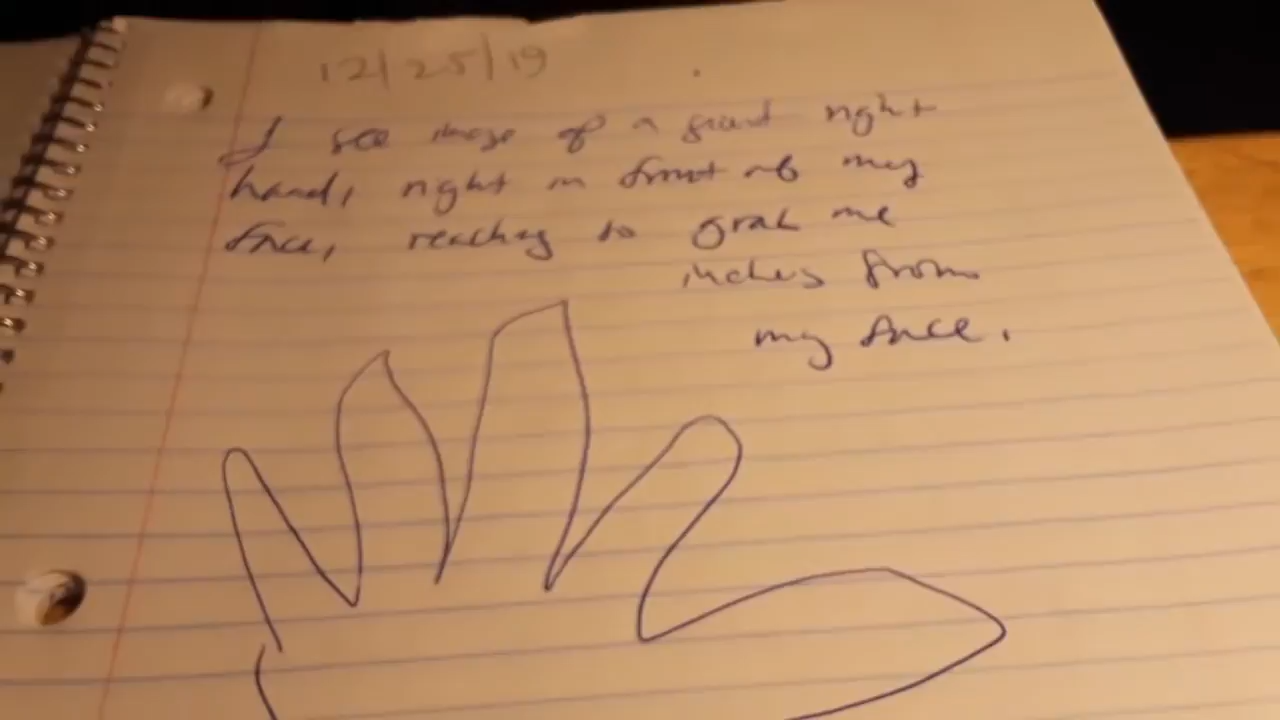 12/25/19
I see image of a giant right
hand, right in front of my
face, reaching to grab me
inches from
my face.